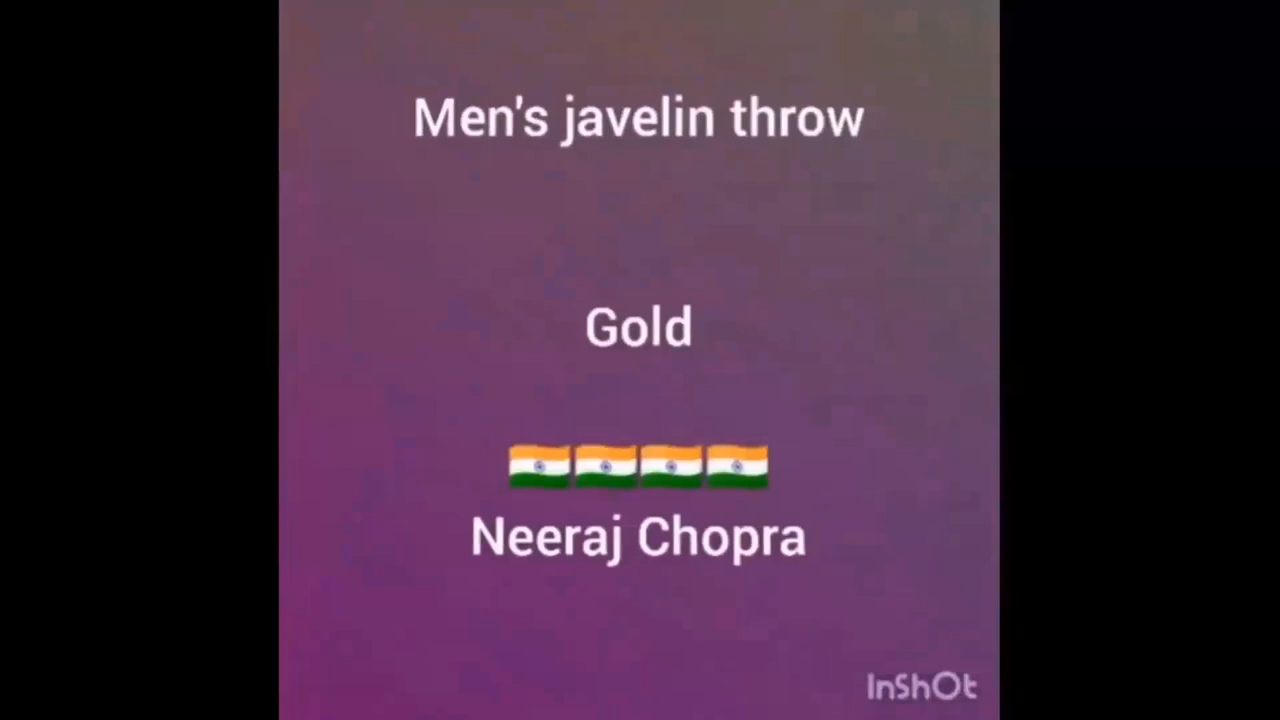 Men's javelin throw
Gold
🇮🇳🇮🇳🇮🇳🇮🇳
Neeraj Chopra
InShOt